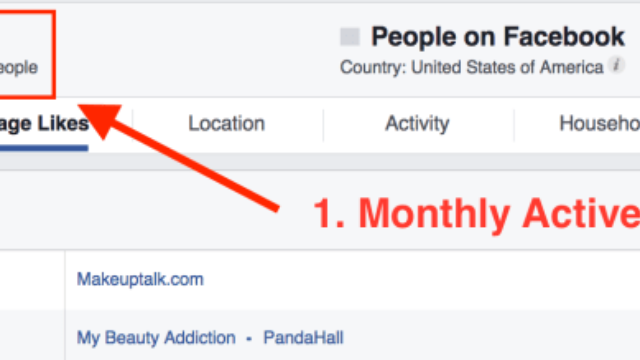 People on Facebook
eople
Country: United States of America i
age Likes
Location
Activity
Househo
1. Monthly Active
Makeuptalk.com
My Beauty Addiction - PandaHall